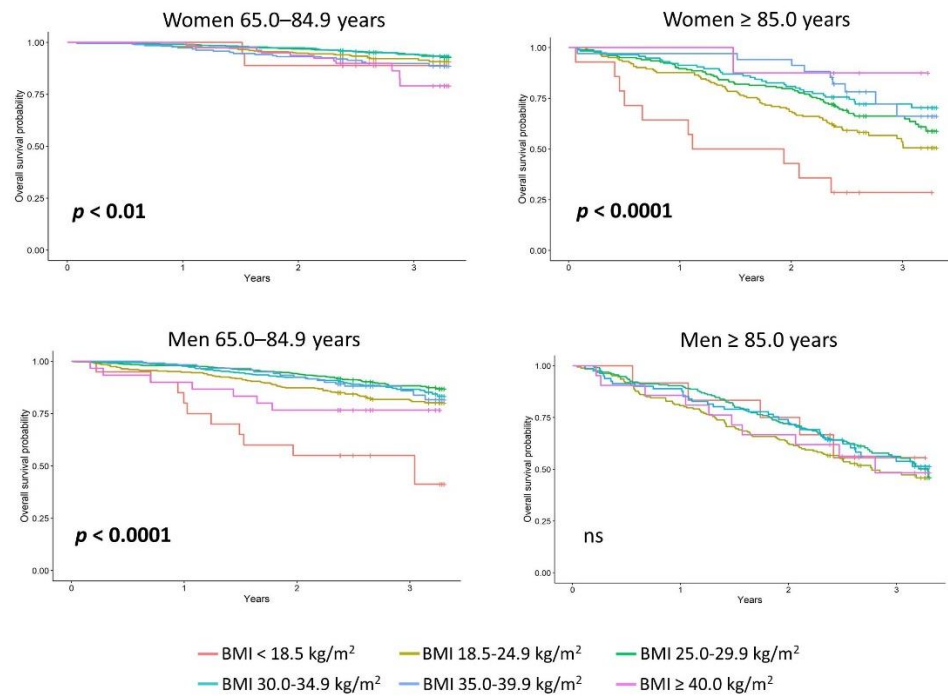 Women 65.0–84.9 years
Women ≥ 85.0 years
Overall survival probability
1.00
0.75
0.50
0.25
0.00
p < 0.01
0 1 2 3
Years
Overall survival probability
1.00
0.75
0.50
0.25
0.00
p < 0.0001
0 1 2 3
Years
Men 65.0–84.9 years
Men ≥ 85.0 years
Overall survival probability
1.00
0.75
0.50
0.25
0.00
p < 0.0001
0 1 2 3
Years
Overall survival probability
1.00
0.75
0.50
0.25
0.00
ns
0 1 2 3
Years
BMI < 18.5 kg/m² BMI 18.5-24.9 kg/m² BMI 25.0-29.9 kg/m²
BMI 30.0-34.9 kg/m² BMI 35.0-39.9 kg/m² BMI ≥ 40.0 kg/m²